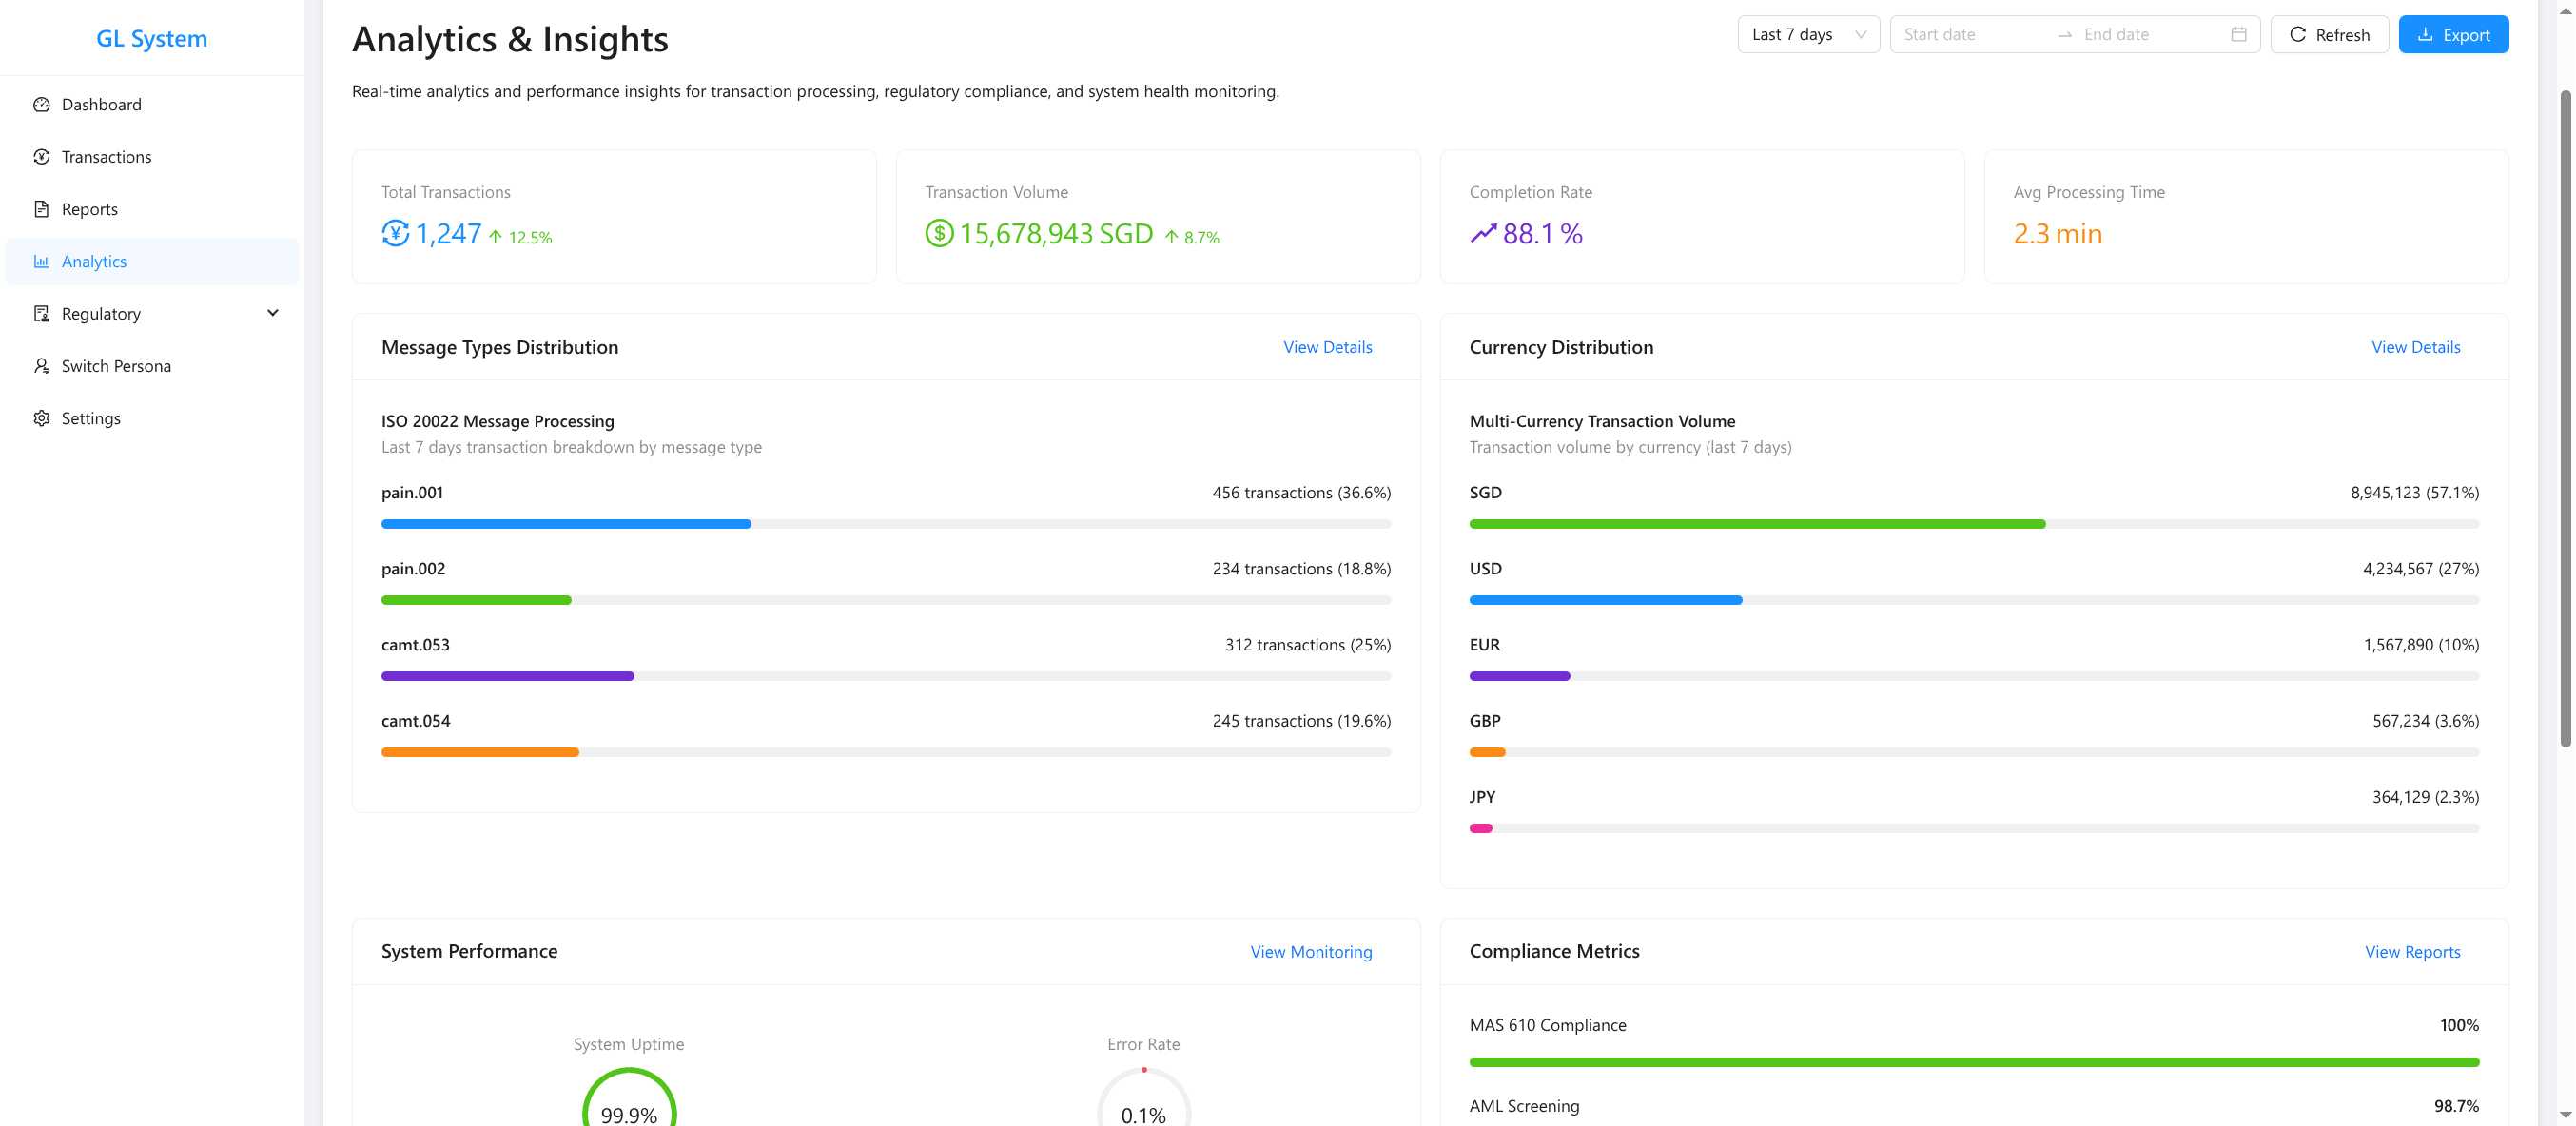 GL System
Dashboard
Transactions
Reports
Analytics
Regulatory
Switch Persona
Settings
Analytics & Insights
Last 7 days
Start date
End date
Refresh
Export
Real-time analytics and performance insights for transaction processing, regulatory compliance, and system health monitoring.
Total Transactions
¥ 1,247 12.5%
Transaction Volume
$ 15,678,943 SGD 8.7%
Completion Rate
88.1 %
Avg Processing Time
2.3 min
Message Types Distribution
View Details
ISO 20022 Message Processing
Last 7 days transaction breakdown by message type
pain.001
456 transactions (36.6%)
pain.002
234 transactions (18.8%)
camt.053
312 transactions (25%)
camt.054
245 transactions (19.6%)
Currency Distribution
View Details
Multi-Currency Transaction Volume
Transaction volume by currency (last 7 days)
SGD
8,945,123 (57.1%)
USD
4,234,567 (27%)
EUR
1,567,890 (10%)
GBP
567,234 (3.6%)
JPY
364,129 (2.3%)
System Performance
View Monitoring
System Uptime
99.9%
Error Rate
0.1%
Compliance Metrics
View Reports
MAS 610 Compliance
100%
AML Screening
98.7%